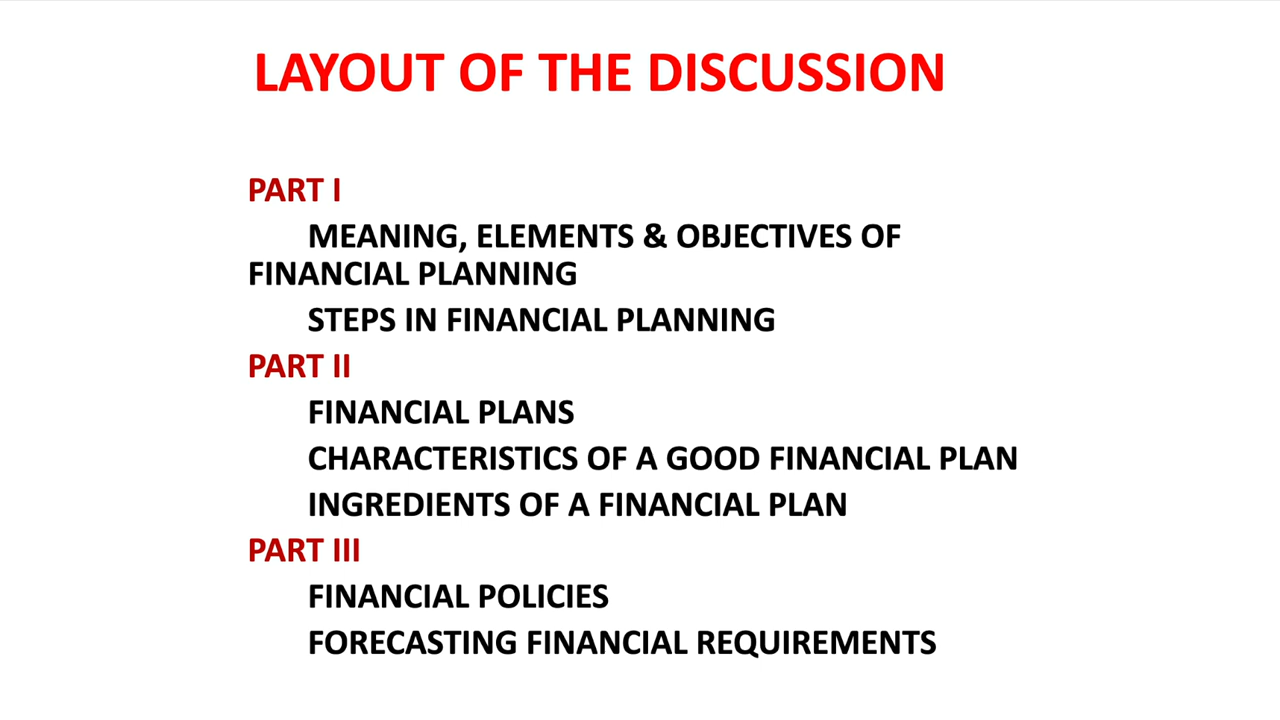 LAYOUT OF THE DISCUSSION
PART I
MEANING, ELEMENTS & OBJECTIVES OF
FINANCIAL PLANNING
STEPS IN FINANCIAL PLANNING
PART II
FINANCIAL PLANS
CHARACTERISTICS OF A GOOD FINANCIAL PLAN
INGREDIENTS OF A FINANCIAL PLAN
PART III
FINANCIAL POLICIES
FORECASTING FINANCIAL REQUIREMENTS